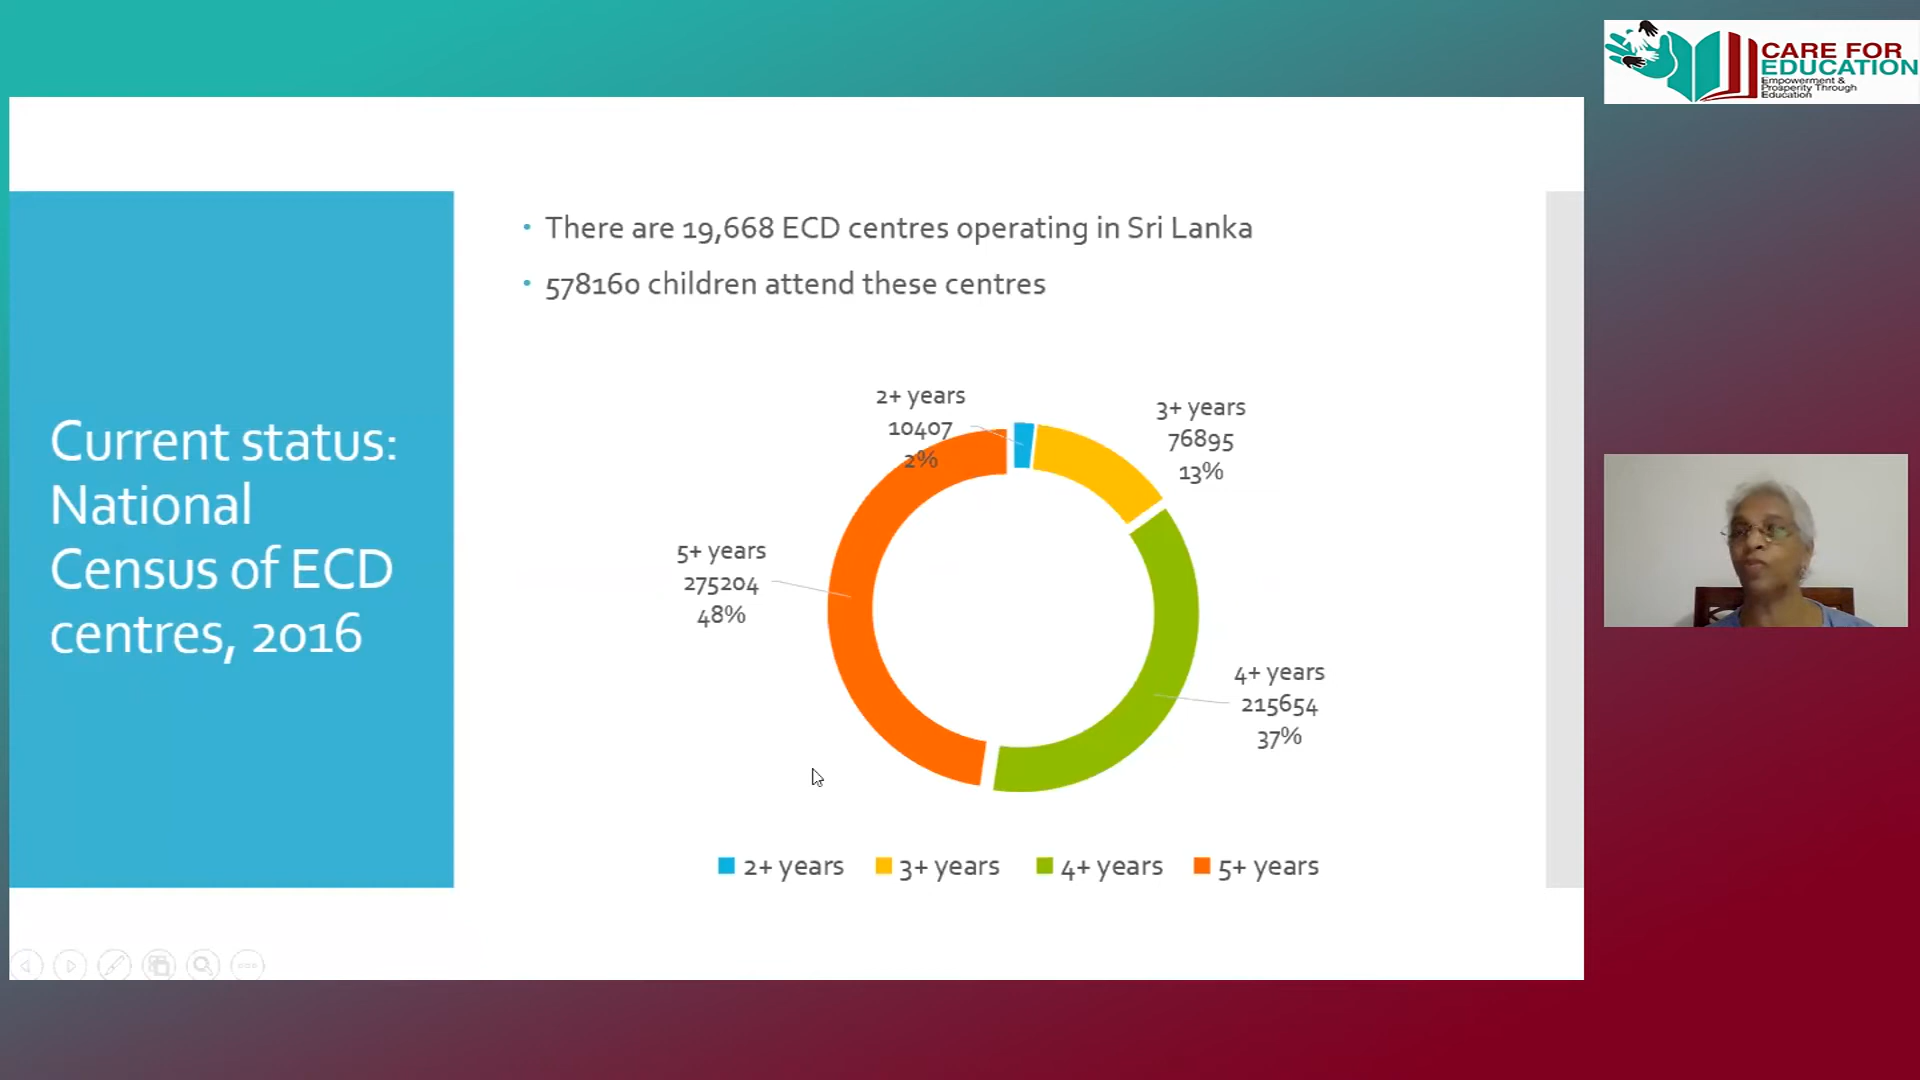 CARE FOR
EDUCATION
Empowerment &
Prosperity Through
Education
Current status:
National
Census of ECD
centres, 2016
• There are 19,668 ECD centres operating in Sri Lanka
• 578160 children attend these centres
2+ years
10407
2%
3+ years
76895
13%
5+ years
275204
48%
4+ years
215654
37%
2+ years 3+ years 4+ years 5+ years